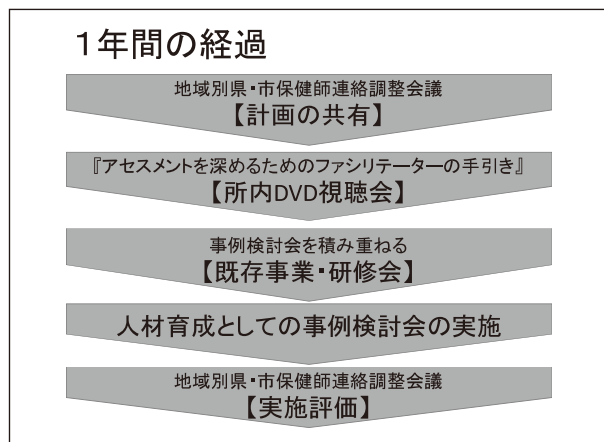 1年間の経過
地域別県・市保健師連絡調整会議
【計画の共有】
『アセスメントを深めるためのファシリテーターの手引き』
【所内DVD視聴会】
事例検討会を積み重ねる
【既存事業・研修会】
人材育成としての事例検討会の実施
地域別県・市保健師連絡調整会議
【実施評価】